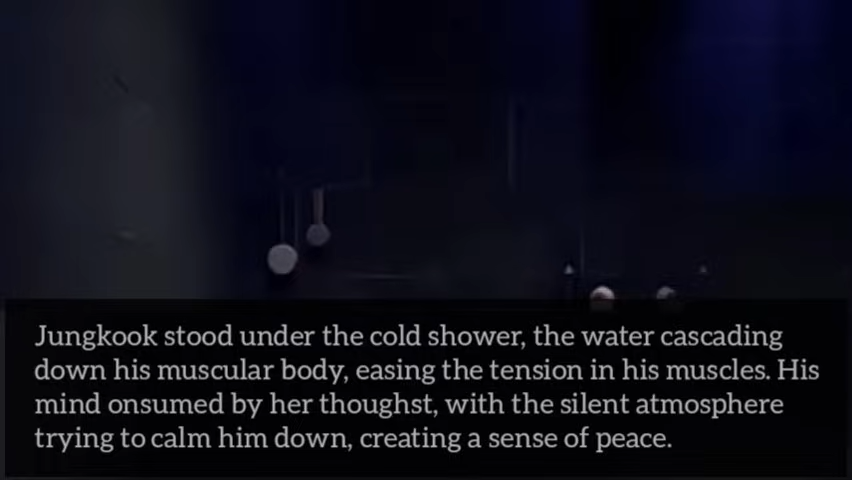 Jungkook stood under the cold shower, the water cascading
down his muscular body, easing the tension in his muscles. His
mind onsumed by her thoughst, with the silent atmosphere
trying to calm him down, creating a sense of peace.